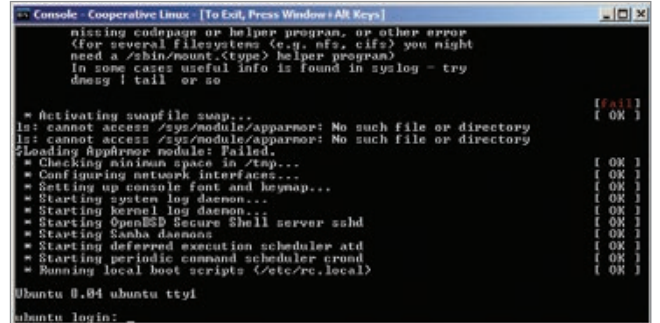 Console - Cooperative Linux - [To Exit, Press Window+Alt Keys]
missing codepage or helper program, or other error
(for several filesystems (e.g. nfs, cifs) you might
need a /sbin/mount.<type> helper program)
In some cases useful info is found in syslog - try
dmesg | tail  or so
[fail]
* Activating swapfile swap... [ OK ]
ls: cannot access /sys/module/apparmor: No such file or directory
ls: cannot access /sys/module/apparmor: No such file or directory
$Loading AppArmor module: Failed.
* Checking minimum space in /tmp... [ OK ]
* Configuring network interfaces... [ OK ]
* Setting up console font and keymap... [ OK ]
* Starting system log daemon... [ OK ]
* Starting kernel log daemon... [ OK ]
* Starting OpenBSD Secure Shell server sshd [ OK ]
* Starting Samba daemons [ OK ]
* Starting deferred execution scheduler atd [ OK ]
* Starting periodic command scheduler crond [ OK ]
* Running local boot scripts (/etc/rc.local) [ OK ]
Ubuntu 8.04 ubuntu tty1
ubuntu login: _